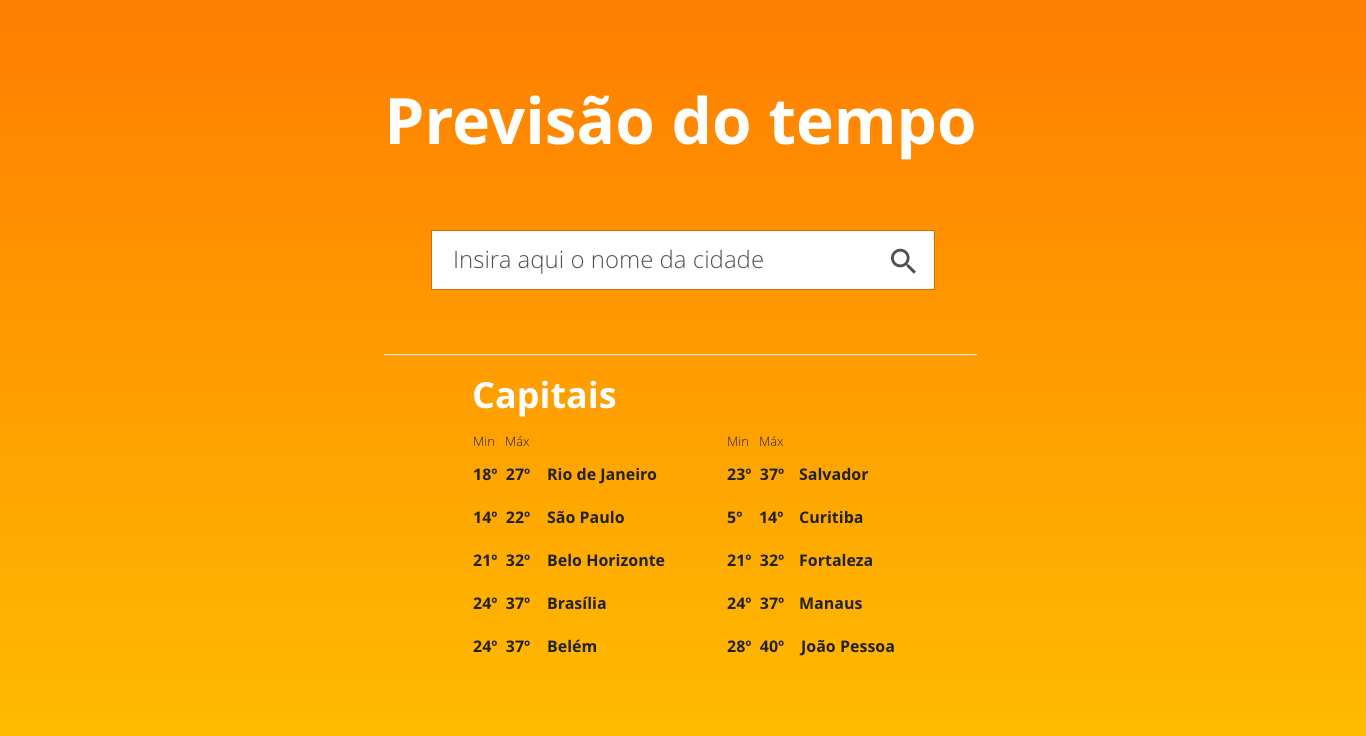 Previsão do tempo
Insira aqui o nome da cidade
Capitais
Min Máx
18º 27º Rio de Janeiro
14º 22º São Paulo
21º 32º Belo Horizonte
24º 37º Brasília
24º 37º Belém
Min Máx
23º 37º Salvador
5º 14º Curitiba
21º 32º Fortaleza
24º 37º Manaus
28º 40º João Pessoa